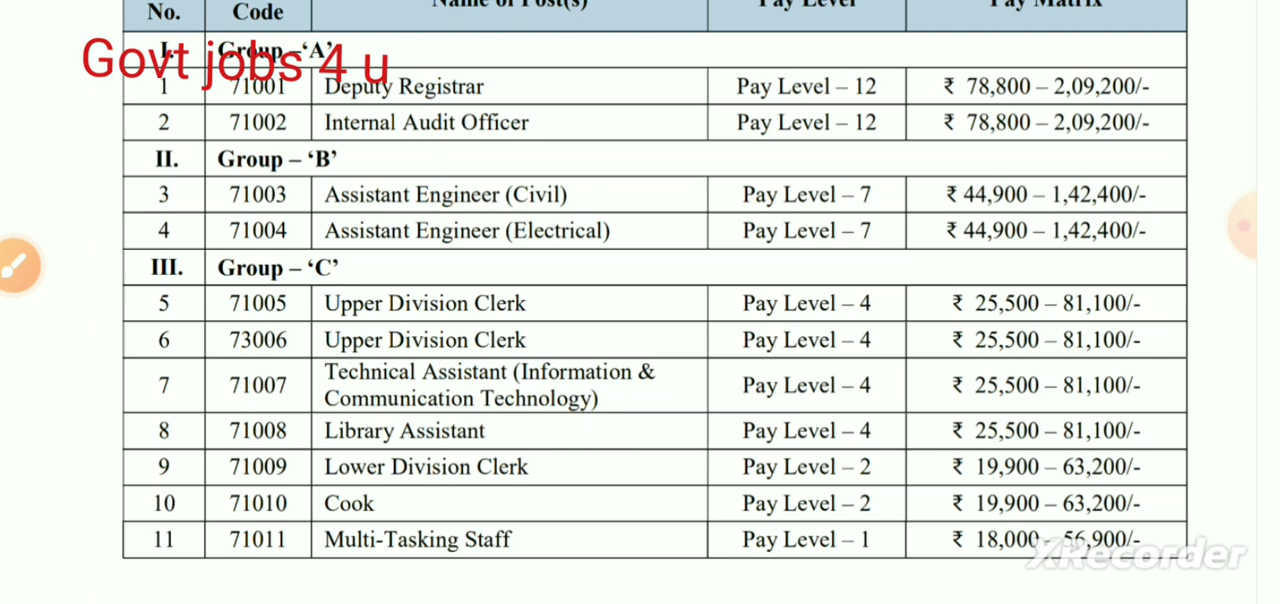 No. Code Name of Post(s) Pay Level Pay Matrix
I. Group –‘A’
Govt jobs 4 u
1 71001 Deputy Registrar Pay Level – 12 ₹ 78,800 – 2,09,200/-
2 71002 Internal Audit Officer Pay Level – 12 ₹ 78,800 – 2,09,200/-
II. Group – ‘B’
3 71003 Assistant Engineer (Civil) Pay Level – 7 ₹ 44,900 – 1,42,400/-
4 71004 Assistant Engineer (Electrical) Pay Level – 7 ₹ 44,900 – 1,42,400/-
III. Group – ‘C’
5 71005 Upper Division Clerk Pay Level – 4 ₹ 25,500 – 81,100/-
6 73006 Upper Division Clerk Pay Level – 4 ₹ 25,500 – 81,100/-
7 71007 Technical Assistant (Information & Pay Level – 4 ₹ 25,500 – 81,100/-
Communication Technology)
8 71008 Library Assistant Pay Level – 4 ₹ 25,500 – 81,100/-
9 71009 Lower Division Clerk Pay Level – 2 ₹ 19,900 – 63,200/-
10 71010 Cook Pay Level – 2 ₹ 19,900 – 63,200/-
11 71011 Multi-Tasking Staff Pay Level – 1 ₹ 18,000 – 56,900/-
XRecorder